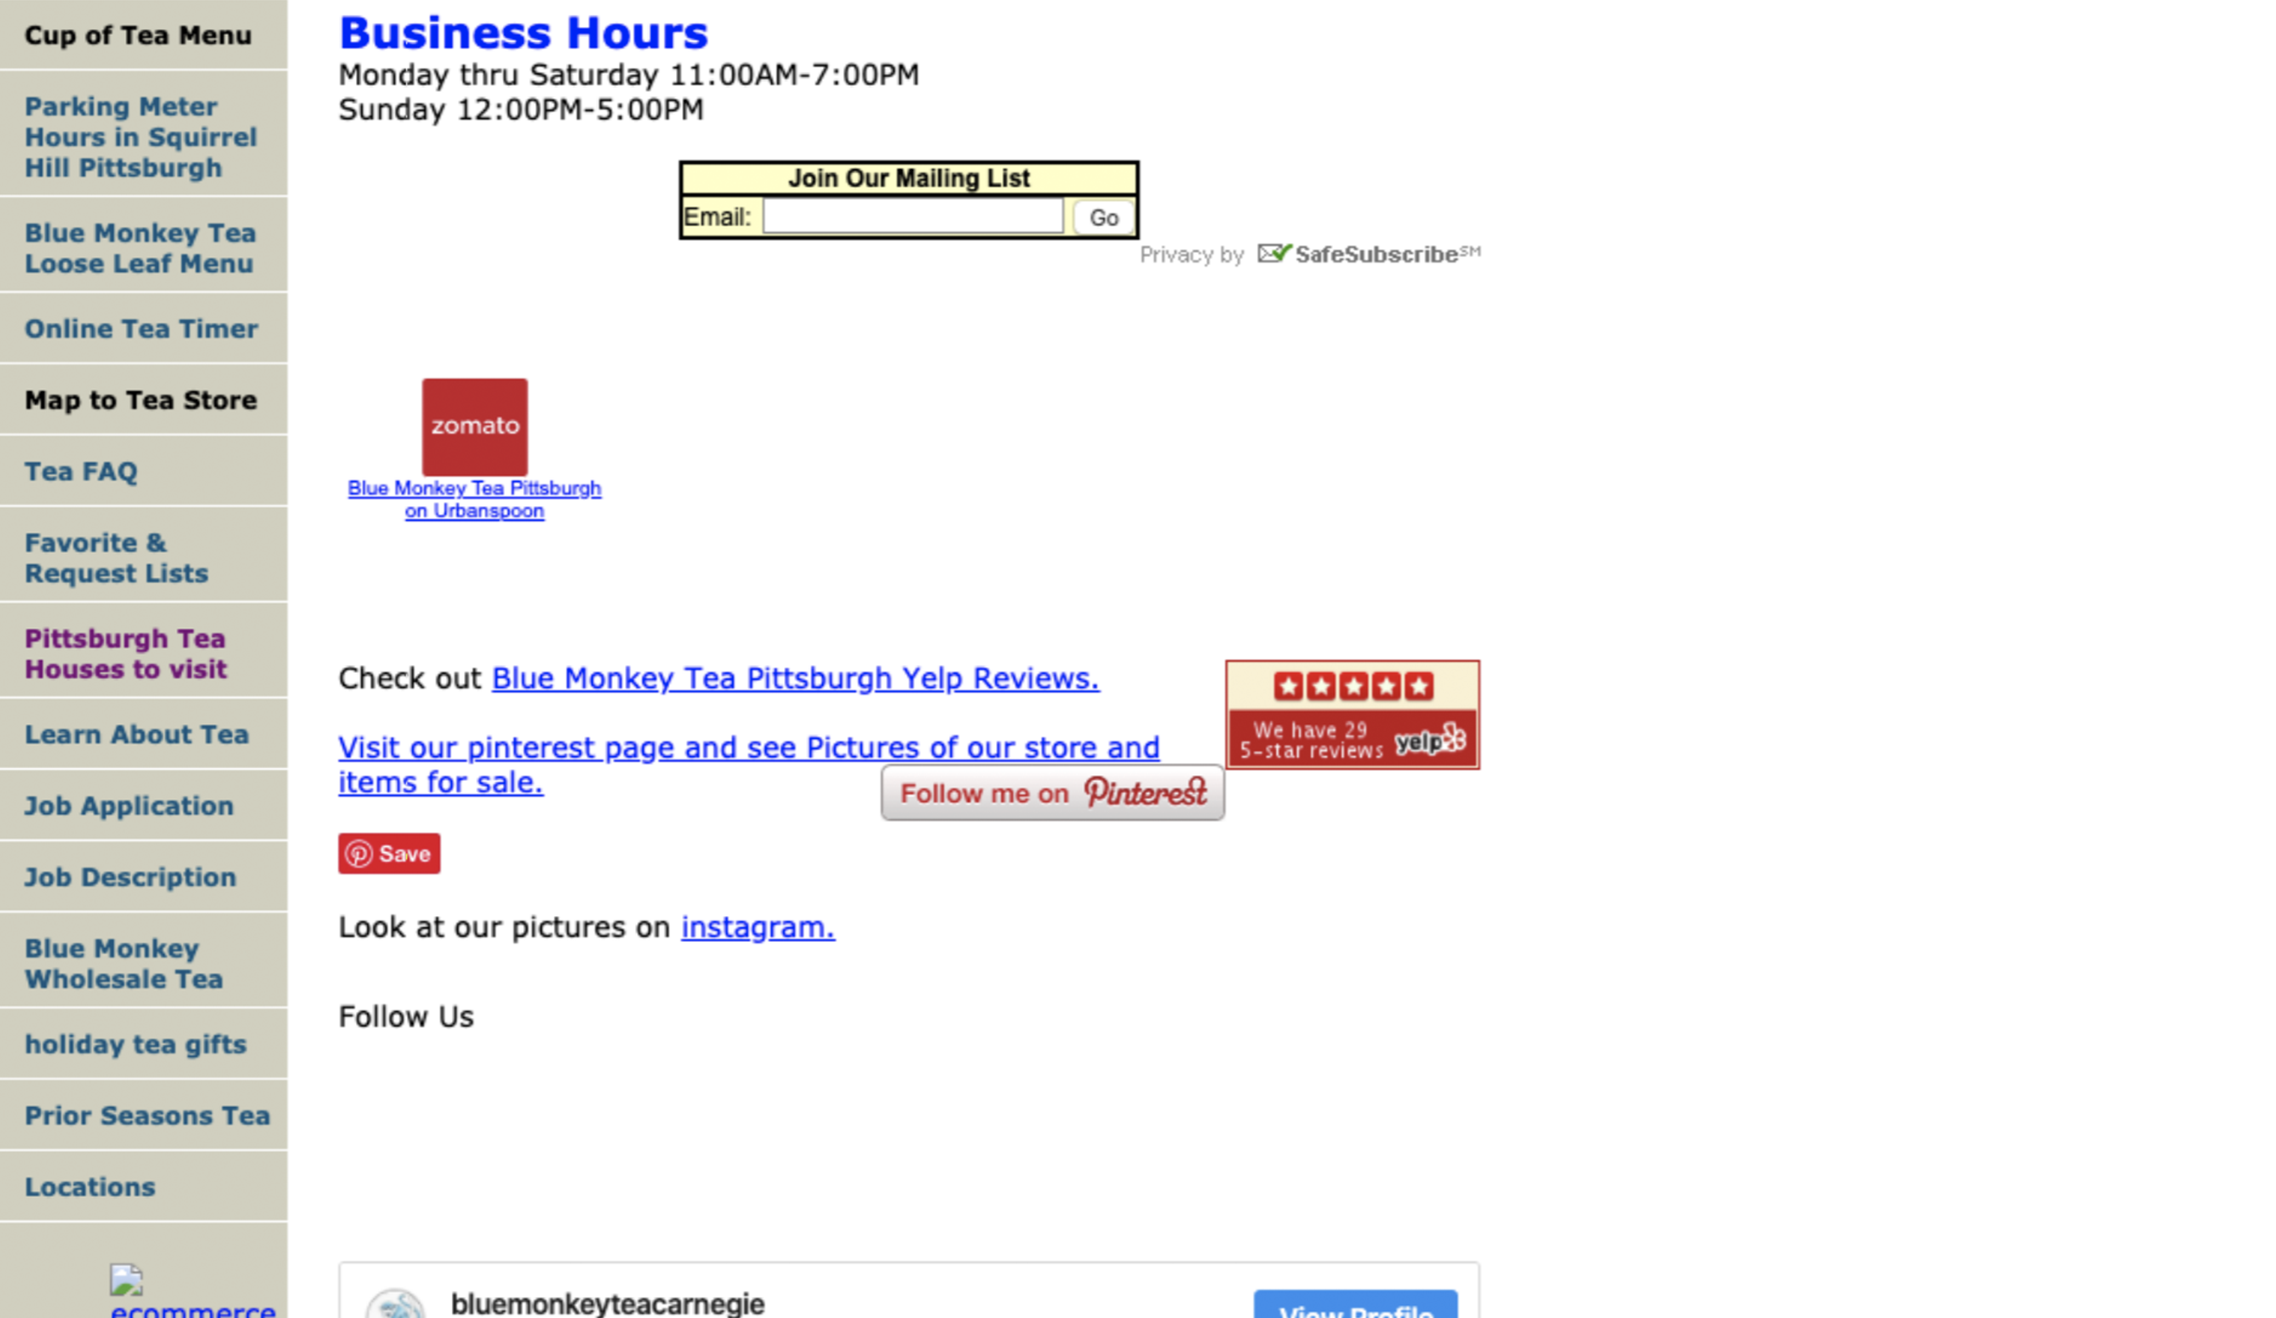 Cup of Tea Menu
Parking Meter
Hours in Squirrel
Hill Pittsburgh
Blue Monkey Tea
Loose Leaf Menu
Online Tea Timer
Map to Tea Store
Tea FAQ
Favorite &
Request Lists
Pittsburgh Tea
Houses to visit
Learn About Tea
Job Application
Job Description
Blue Monkey
Wholesale Tea
holiday tea gifts
Prior Seasons Tea
Locations
ecommerce
Business Hours
Monday thru Saturday 11:00AM-7:00PM
Sunday 12:00PM-5:00PM
Join Our Mailing List
Email: Go
Privacy by SafeSubscribe℠
zomato
Blue Monkey Tea Pittsburgh
on Urbanspoon
Check out Blue Monkey Tea Pittsburgh Yelp Reviews.
We have 29
5-star reviews yelp
Visit our pinterest page and see Pictures of our store and
items for sale.
Follow me on Pinterest
Save
Look at our pictures on instagram.
Follow Us
bluemonkeyteacarnegie
View Profile